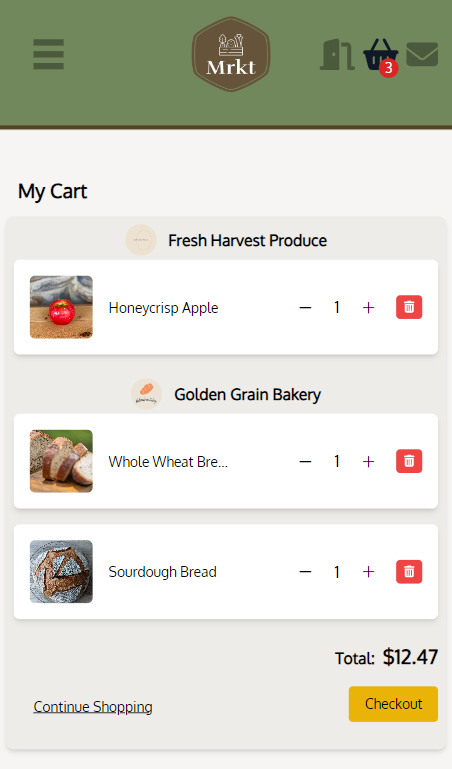 Mrkt
3
My Cart
Fresh Harvest Produce
Honeycrisp Apple
1
Golden Grain Bakery
Whole Wheat Bre...
1
Sourdough Bread
1
Total: $12.47
Continue Shopping
Checkout